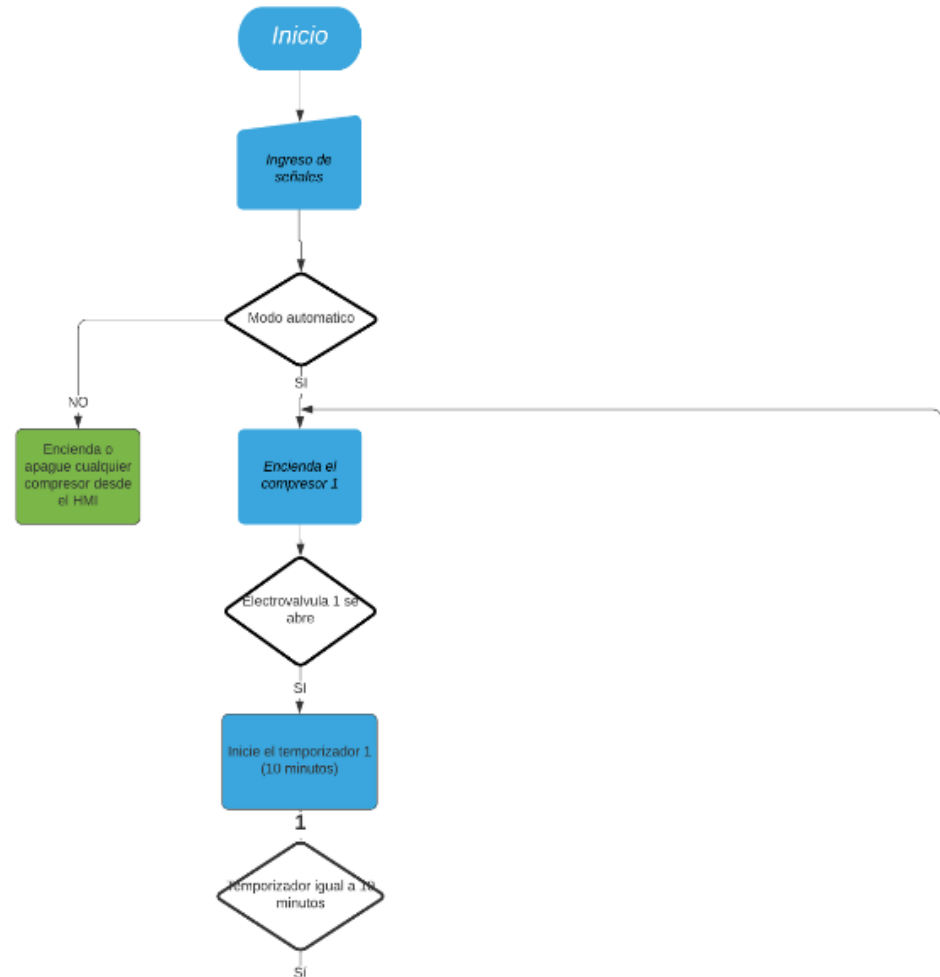 Inicio
Ingreso de
señales
Modo automatico
SI
NO
Encienda o
apague cualquier
compresor desde
el HMI
Encienda el
compresor 1
Electrovalvula 1 se
abre
SI
Inicie el temporizador 1
(10 minutos)
1
Temporizador igual a 10
minutos
Sí